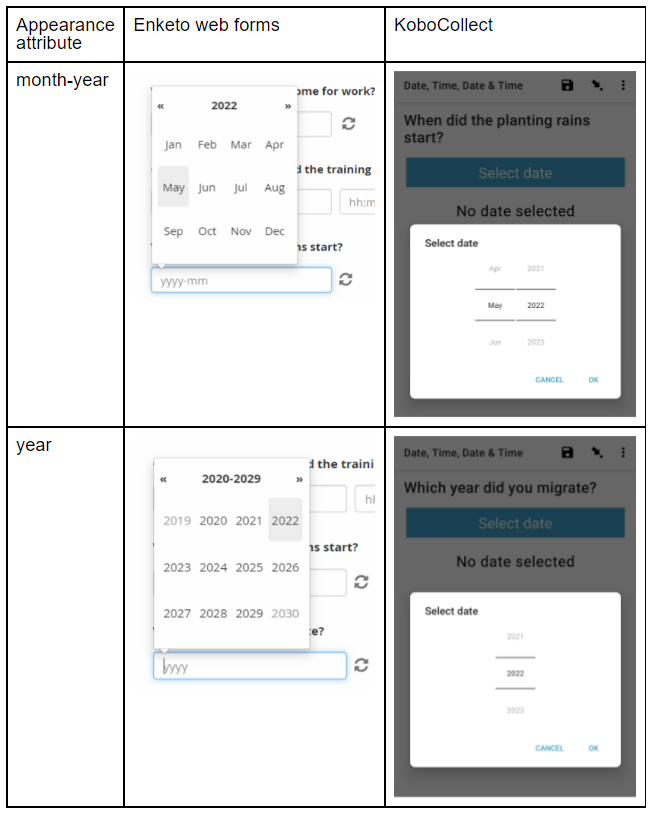 Appearance attribute
Enketo web forms
KoboCollect
month-year
ome for work?
« 2022 »
Jan Feb Mar Apr
d the training
May Jun Jul Aug
hh:m
Sep Oct Nov Dec
ns start?
yyyy-mm
Date, Time, Date & Time
When did the planting rains
start?
Select date
No date selected
Select date
Apr 2021
May 2022
Jun 2023
CANCEL OK
year
d the traini
« 2020-2029 »
hh
2019 2020 2021 2022
ns start?
2023 2024 2025 2026
2027 2028 2029 2030
te?
yyyy
Date, Time, Date & Time
Which year did you migrate?
Select date
No date selected
Select date
2021
2022
2023
CANCEL OK